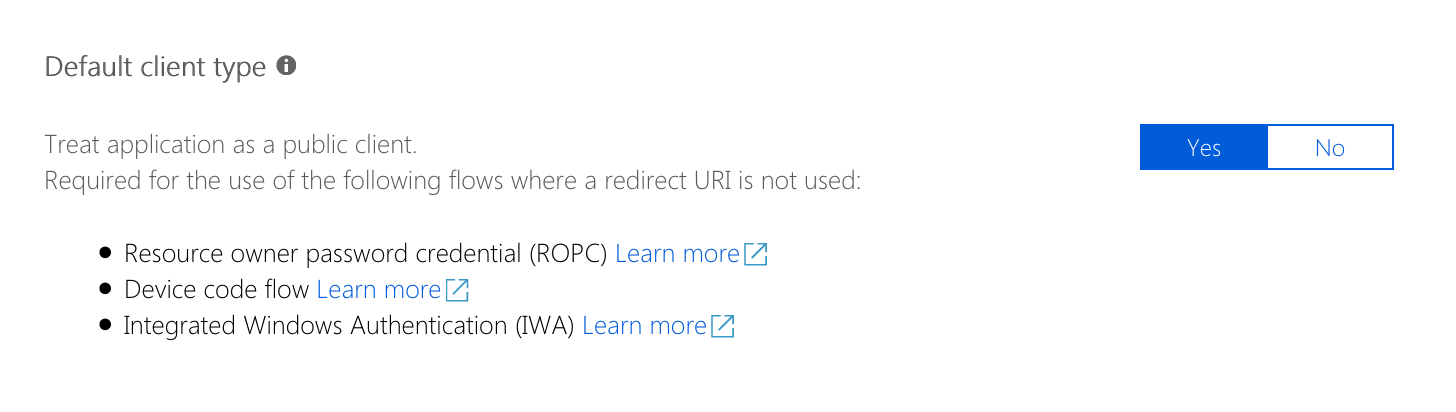 Default client type
Treat application as a public client.
Yes No
Required for the use of the following flows where a redirect URI is not used:
Resource owner password credential (ROPC) Learn more
Device code flow Learn more
Integrated Windows Authentication (IWA) Learn more